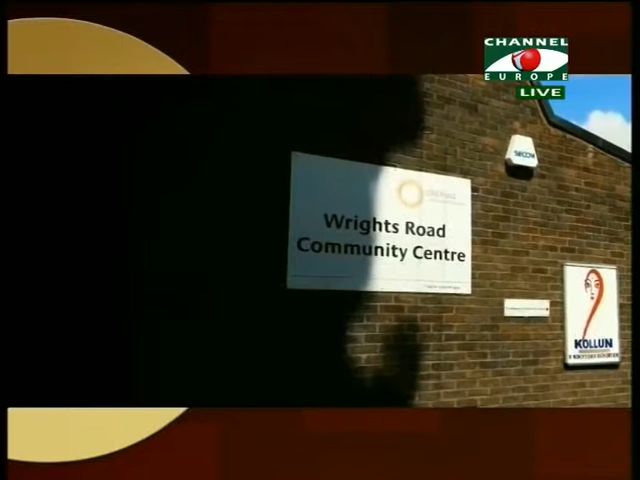 CHANNEL
EUROPE
LIVE
SECOM
Wrights Road
Community Centre
KOLLUN